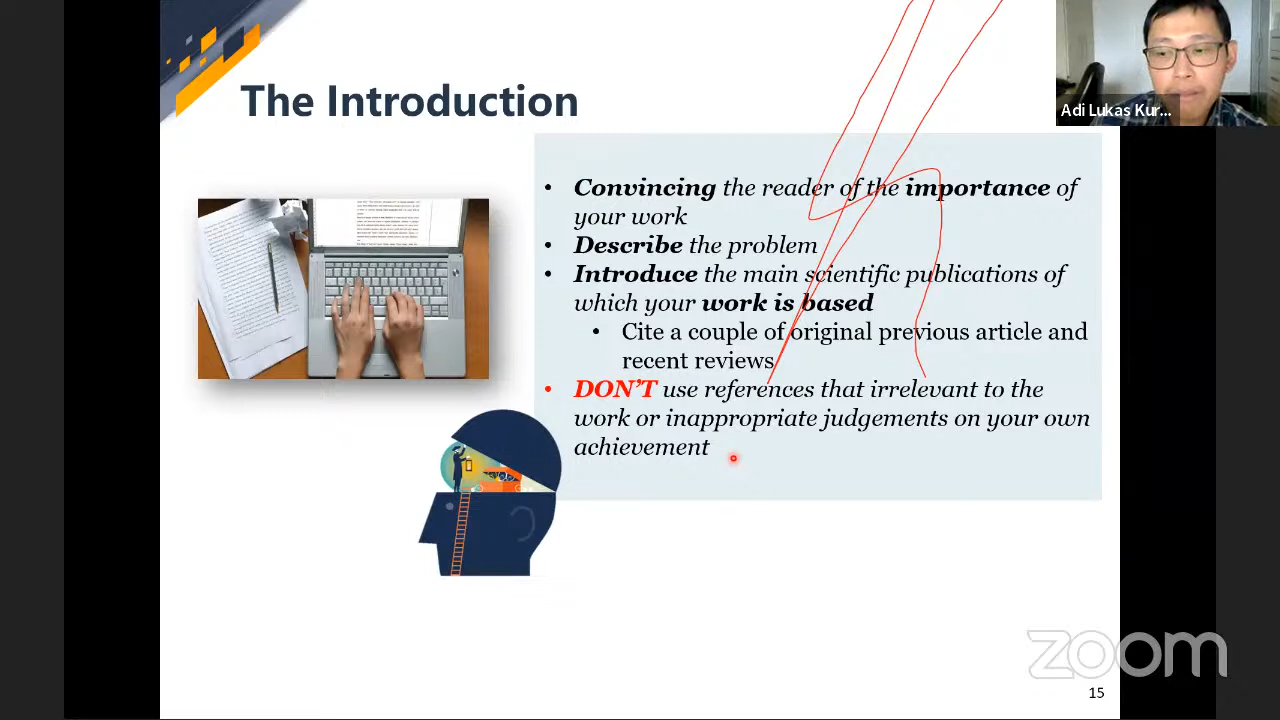 The Introduction
Adi Lukas Kur...
• Convincing the reader of the importance of
your work
• Describe the problem
• Introduce the main scientific publications of
which your work is based
• Cite a couple of original previous article and
recent reviews
• DON'T use references that irrelevant to the
work or inappropriate judgements on your own
achievement
zoom
15